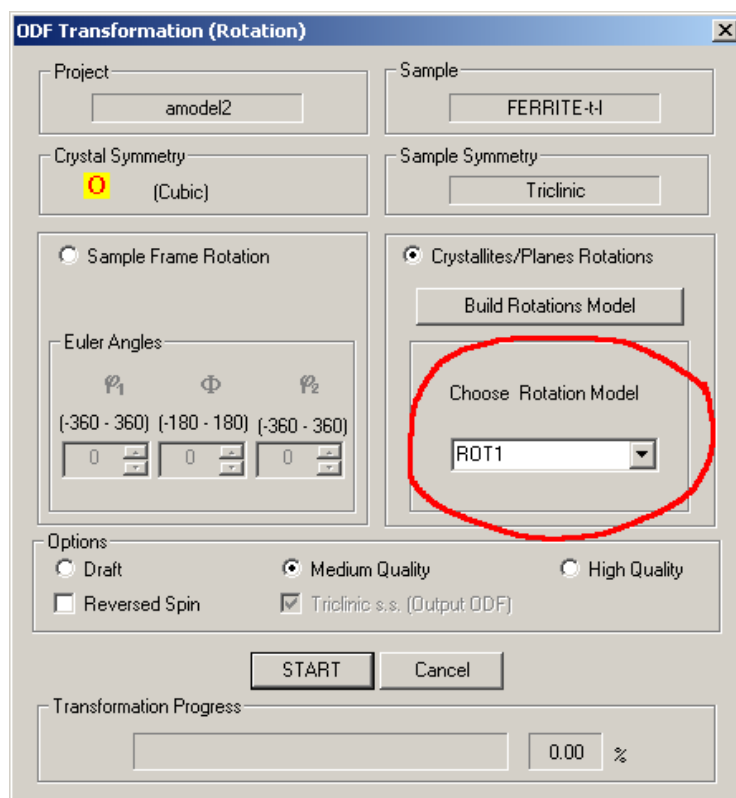 ODF Transformation (Rotation)
Project
amodel2
Sample
FERRITE-t-l
Crystal Symmetry
O (Cubic)
Sample Symmetry
Triclinic
Sample Frame Rotation
Euler Angles
φ1 Φ φ2
(-360 - 360) (-180 - 180) (-360 - 360)
0 0 0
Crystallites/Planes Rotations
Build Rotations Model
Choose Rotation Model
ROT1
Options
Draft Medium Quality High Quality
Reversed Spin Triclinic s.s. (Output ODF)
START Cancel
Transformation Progress
0.00 %